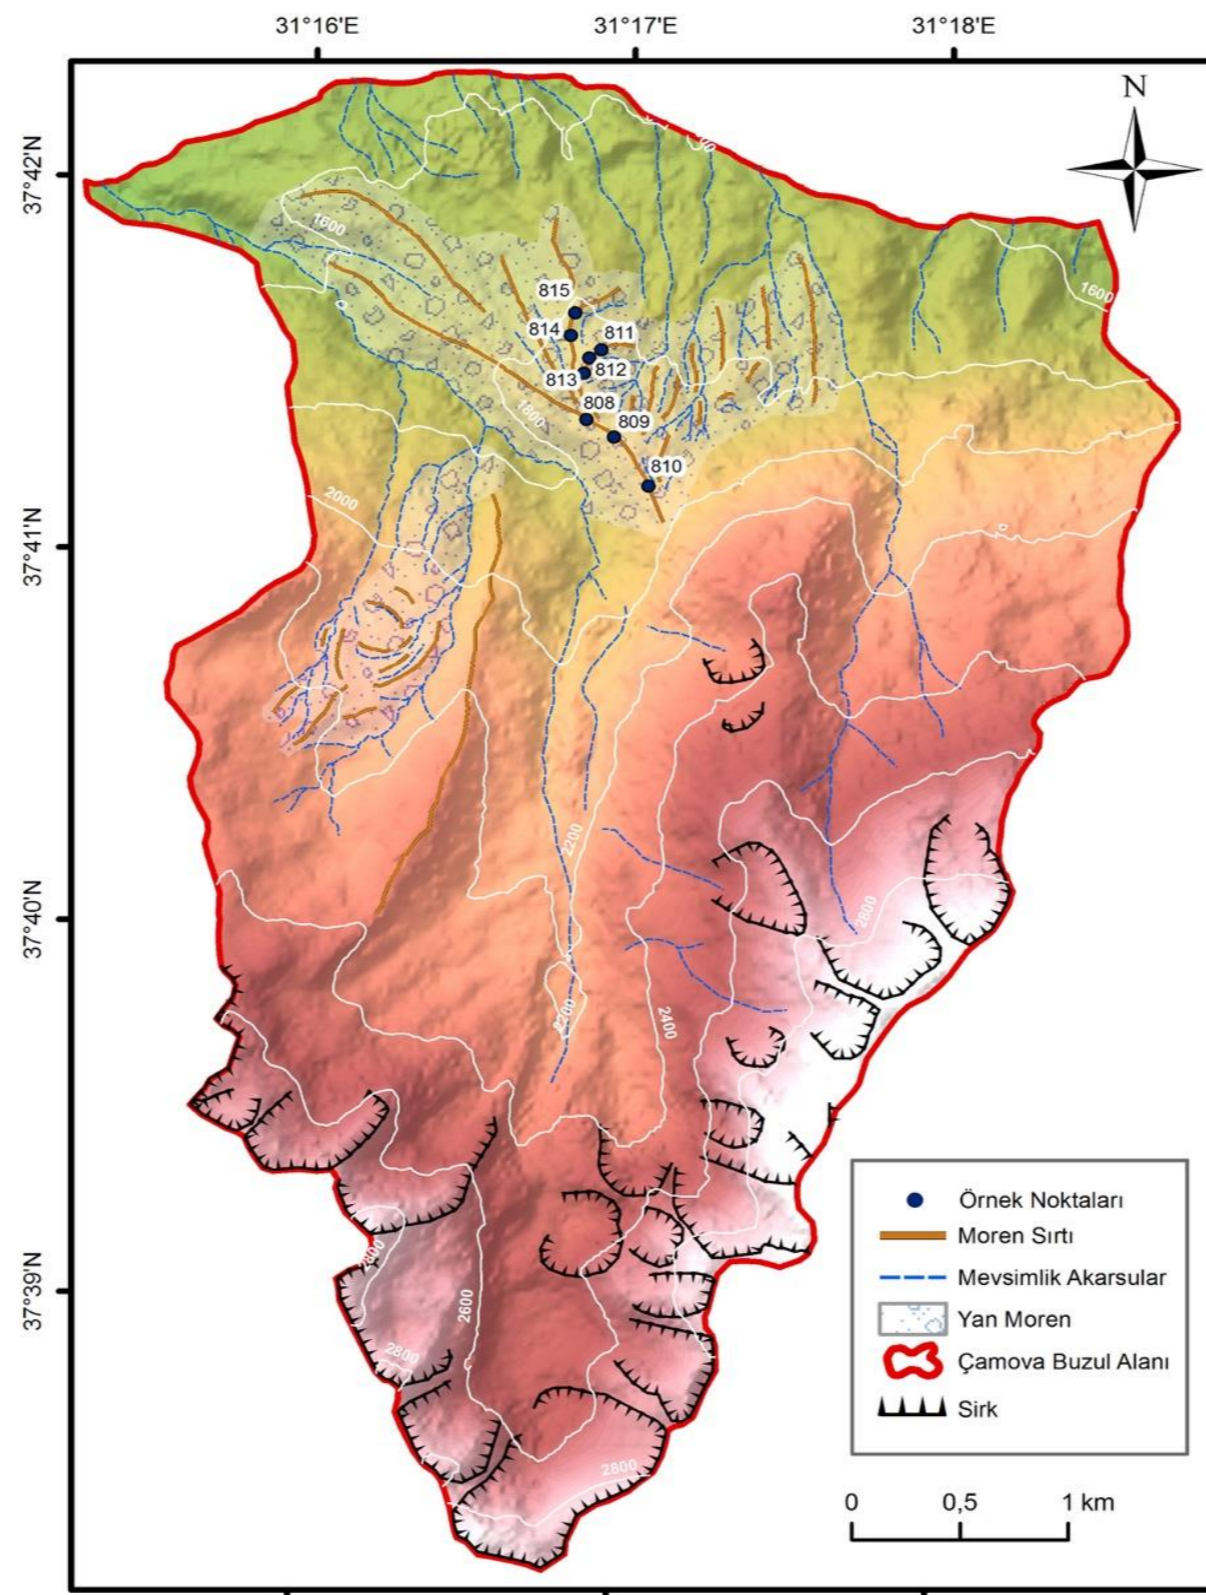 31°16'E 31°17'E 31°18'E
N
37°42'N
1600
1600
815
814
811
812
813
808
1800
809
810
2000
37°41'N
2200
37°40'N
2800
2200
2400
Örnek Noktaları
Moren Sırtı
2800
Mevsimlik Akarsular
37°39'N
2600
Yan Moren
2800
Çamova Buzul Alanı
Sirk
2800
0 0,5 1 km